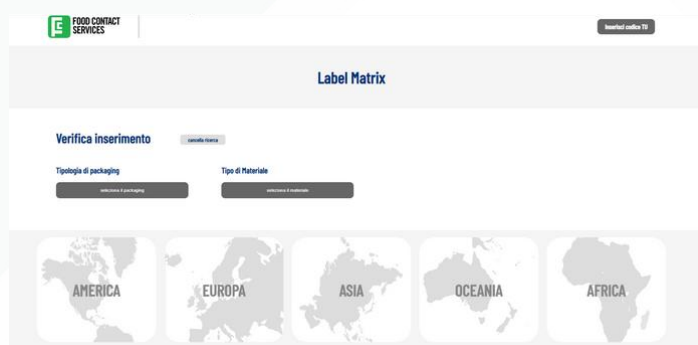 FOOD CONTACT
SERVICES
Inserisci codice TU
Label Matrix
Verifica inserimento
cancella ricerca
Tipologia di packaging
Tipo di Materiale
seleziona il packaging
seleziona il materiale
AMERICA
EUROPA
ASIA
OCEANIA
AFRICA